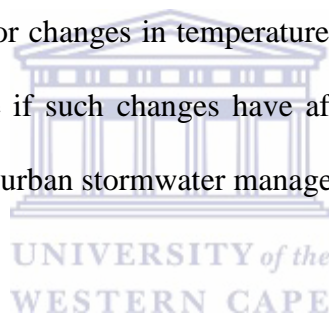 or changes in temperature
if such changes have af
urban stormwater manage
UNIVERSITY of the
WESTERN CAPE